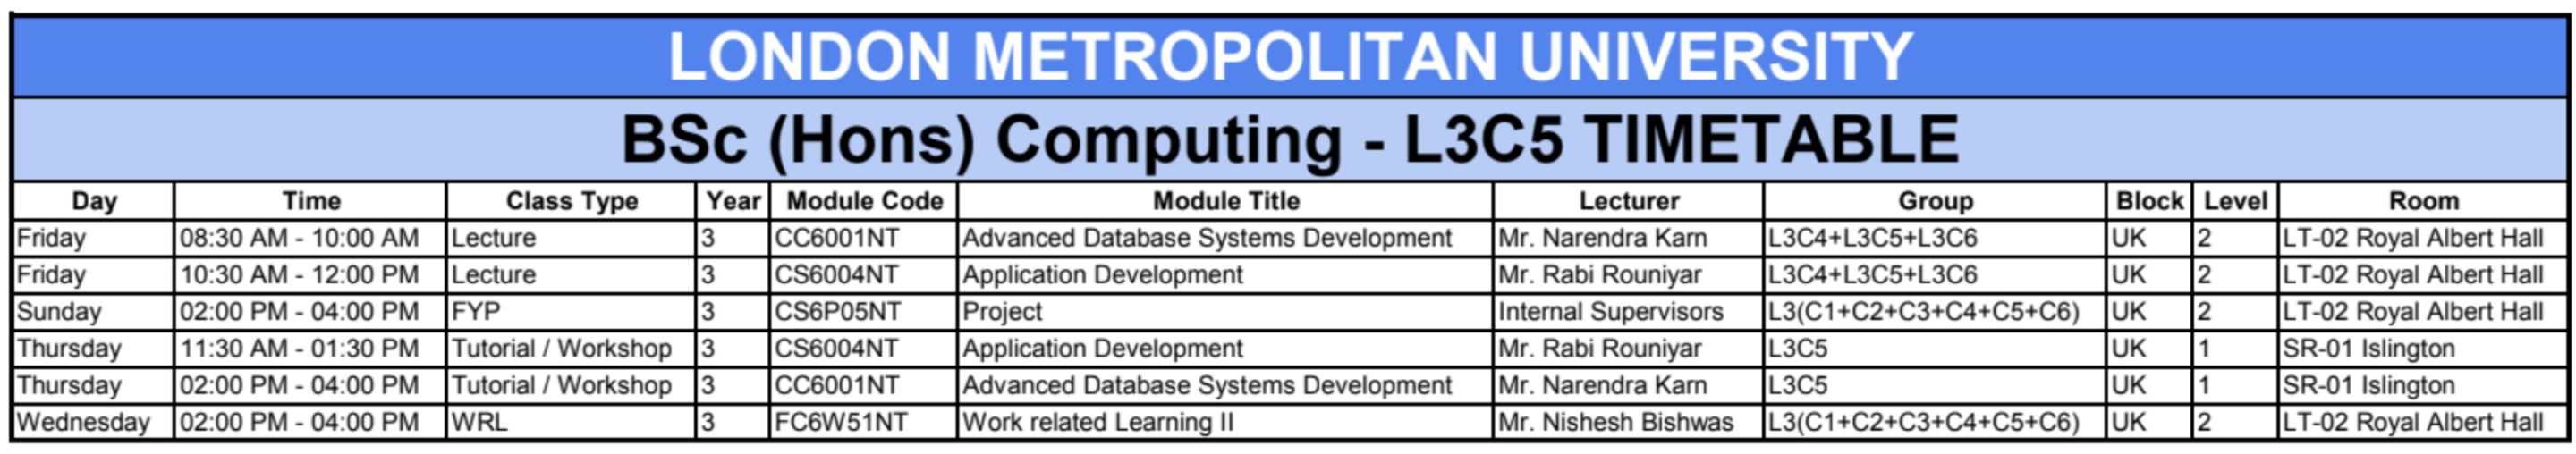 LONDON METROPOLITAN UNIVERSITY
BSc (Hons) Computing - L3C5 TIMETABLE
Day Time Class Type Year Module Code Module Title Lecturer Group Block Level Room
Friday 08:30 AM - 10:00 AM Lecture 3 CC6001NT Advanced Database Systems Development Mr. Narendra Karn L3C4+L3C5+L3C6 UK 2 LT-02 Royal Albert Hall
Friday 10:30 AM - 12:00 PM Lecture 3 CS6004NT Application Development Mr. Rabi Rouniyar L3C4+L3C5+L3C6 UK 2 LT-02 Royal Albert Hall
Sunday 02:00 PM - 04:00 PM FYP 3 CS6P05NT Project Internal Supervisors L3(C1+C2+C3+C4+C5+C6) UK 2 LT-02 Royal Albert Hall
Thursday 11:30 AM - 01:30 PM Tutorial / Workshop 3 CS6004NT Application Development Mr. Rabi Rouniyar L3C5 UK 1 SR-01 Islington
Thursday 02:00 PM - 04:00 PM Tutorial / Workshop 3 CC6001NT Advanced Database Systems Development Mr. Narendra Karn L3C5 UK 1 SR-01 Islington
Wednesday 02:00 PM - 04:00 PM WRL 3 FC6W51NT Work related Learning II Mr. Nishesh Bishwas L3(C1+C2+C3+C4+C5+C6) UK 2 LT-02 Royal Albert Hall